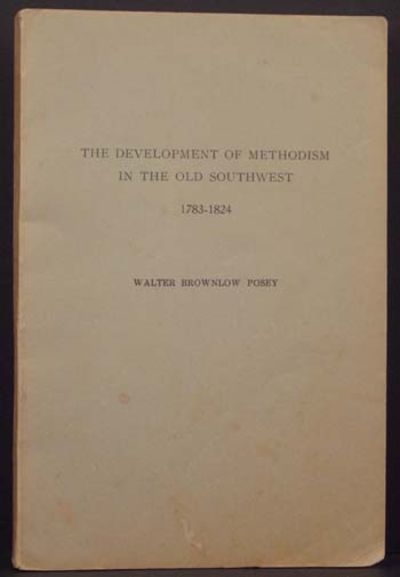 THE DEVELOPMENT OF METHODISM
IN THE OLD SOUTHWEST
1783-1824
WALTER BROWNLOW POSEY